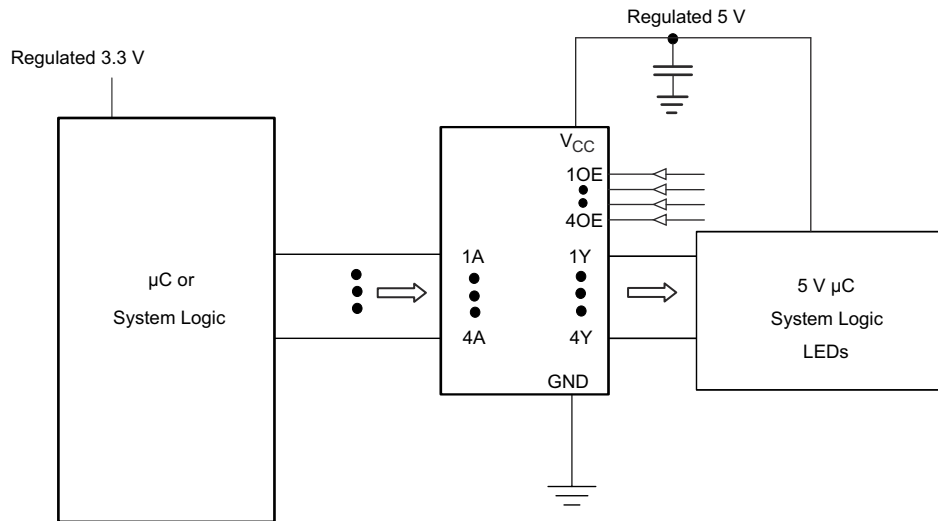 Regulated 5 V
Regulated 3.3 V
VCC
1OE
4OE
µC or
System Logic
1A
4A
1Y
4Y
GND
5 V µC
System Logic
LEDs